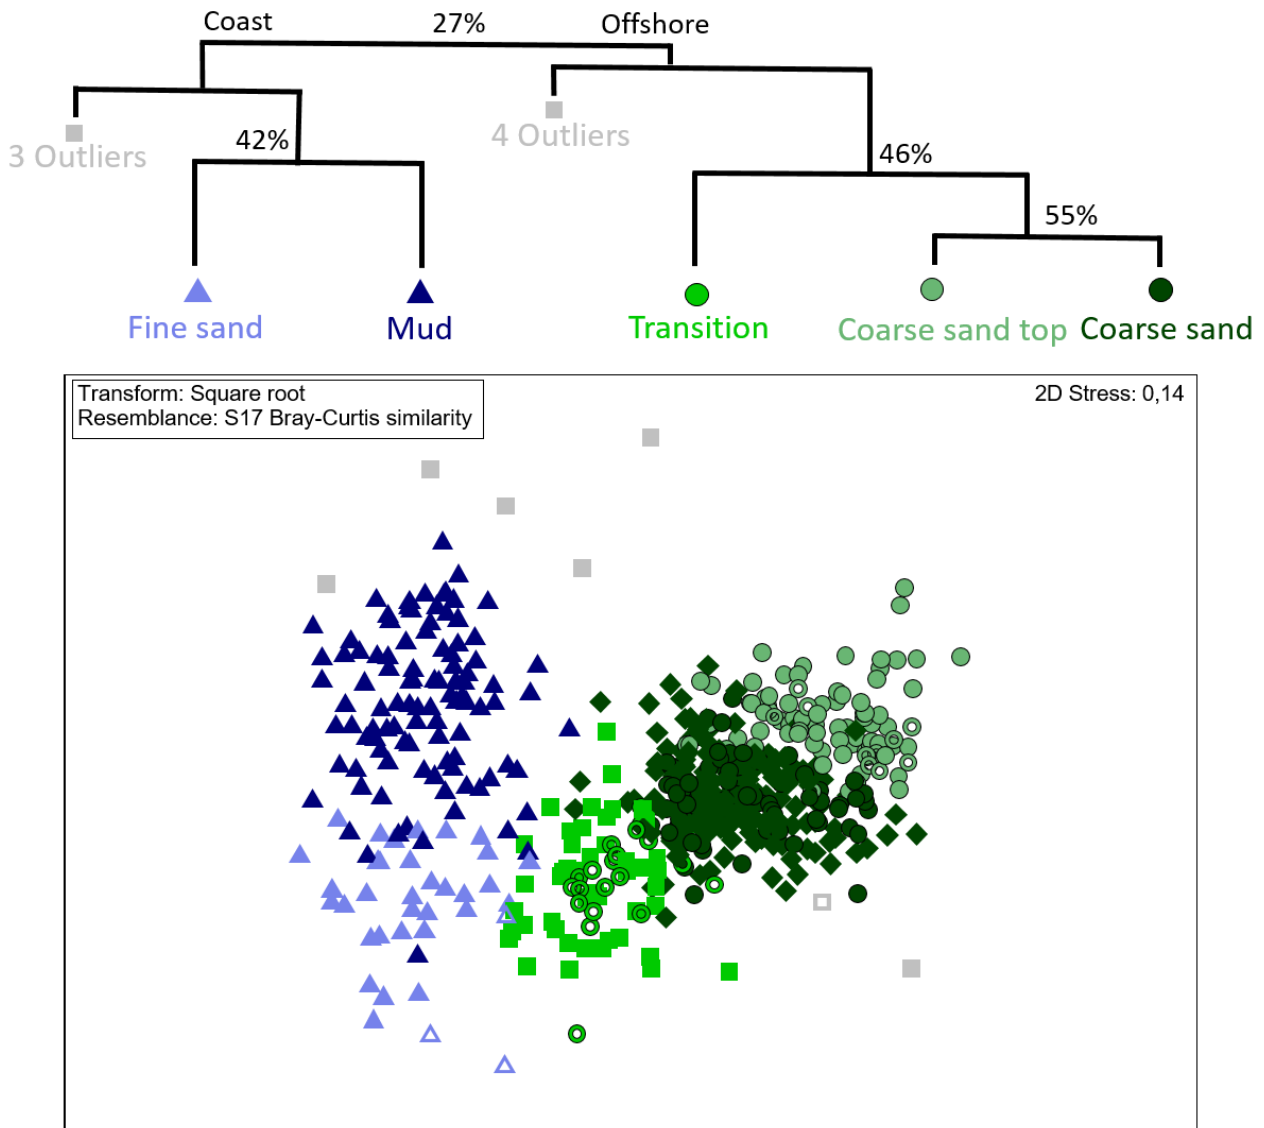 Coast 27% Offshore
3 Outliers 42% 4 Outliers 46%
55%
Fine sand Mud Transition Coarse sand top Coarse sand
Transform: Square root
Resemblance: S17 Bray-Curtis similarity
2D Stress: 0,14